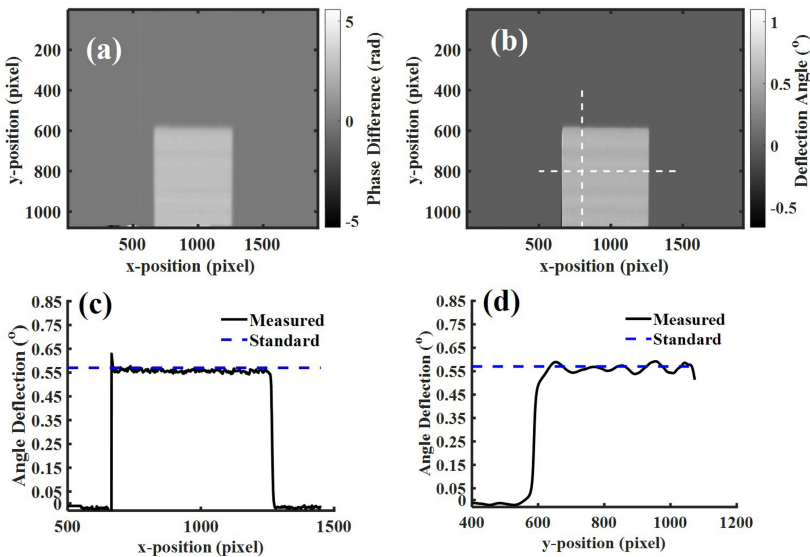 (a)
200
400
600
800
1000
y-position (pixel)
500 1000 1500
x-position (pixel)
5
0
-5
Phase Difference (rad)
(b)
200
400
600
800
1000
y-position (pixel)
500 1000 1500
x-position (pixel)
1
0.5
0
-0.5
Deflection Angle (°)
(c)
0.85
0.75
0.65
0.55
0.45
0.35
0.25
0.15
0.05
0
Angle Deflection (°)
Measured
Standard
500 1000 1500
x-position (pixel)
(d)
0.85
0.75
0.65
0.55
0.45
0.35
0.25
0.15
0.05
0
Angle Deflection (°)
Measured
Standard
400 600 800 1000 1200
y-position (pixel)